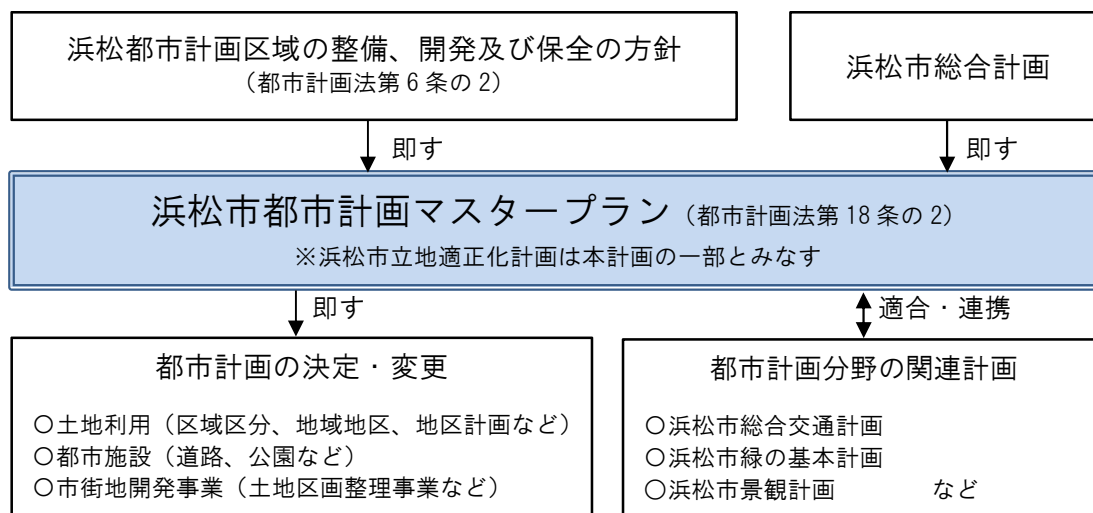 浜松都市計画区域の整備、開発及び保全の方針
（都市計画法第６条の２）
浜松市総合計画
即す
即す
浜松市都市計画マスタープラン（都市計画法第 18 条の２）
※浜松市立地適正化計画は本計画の一部とみなす
即す
適合・連携
都市計画の決定・変更
○土地利用（区域区分、地域地区、地区計画など）
○都市施設（道路、公園など）
○市街地開発事業（土地区画整理事業など）
都市計画分野の関連計画
○浜松市総合交通計画
○浜松市緑の基本計画
○浜松市景観計画　　　　など